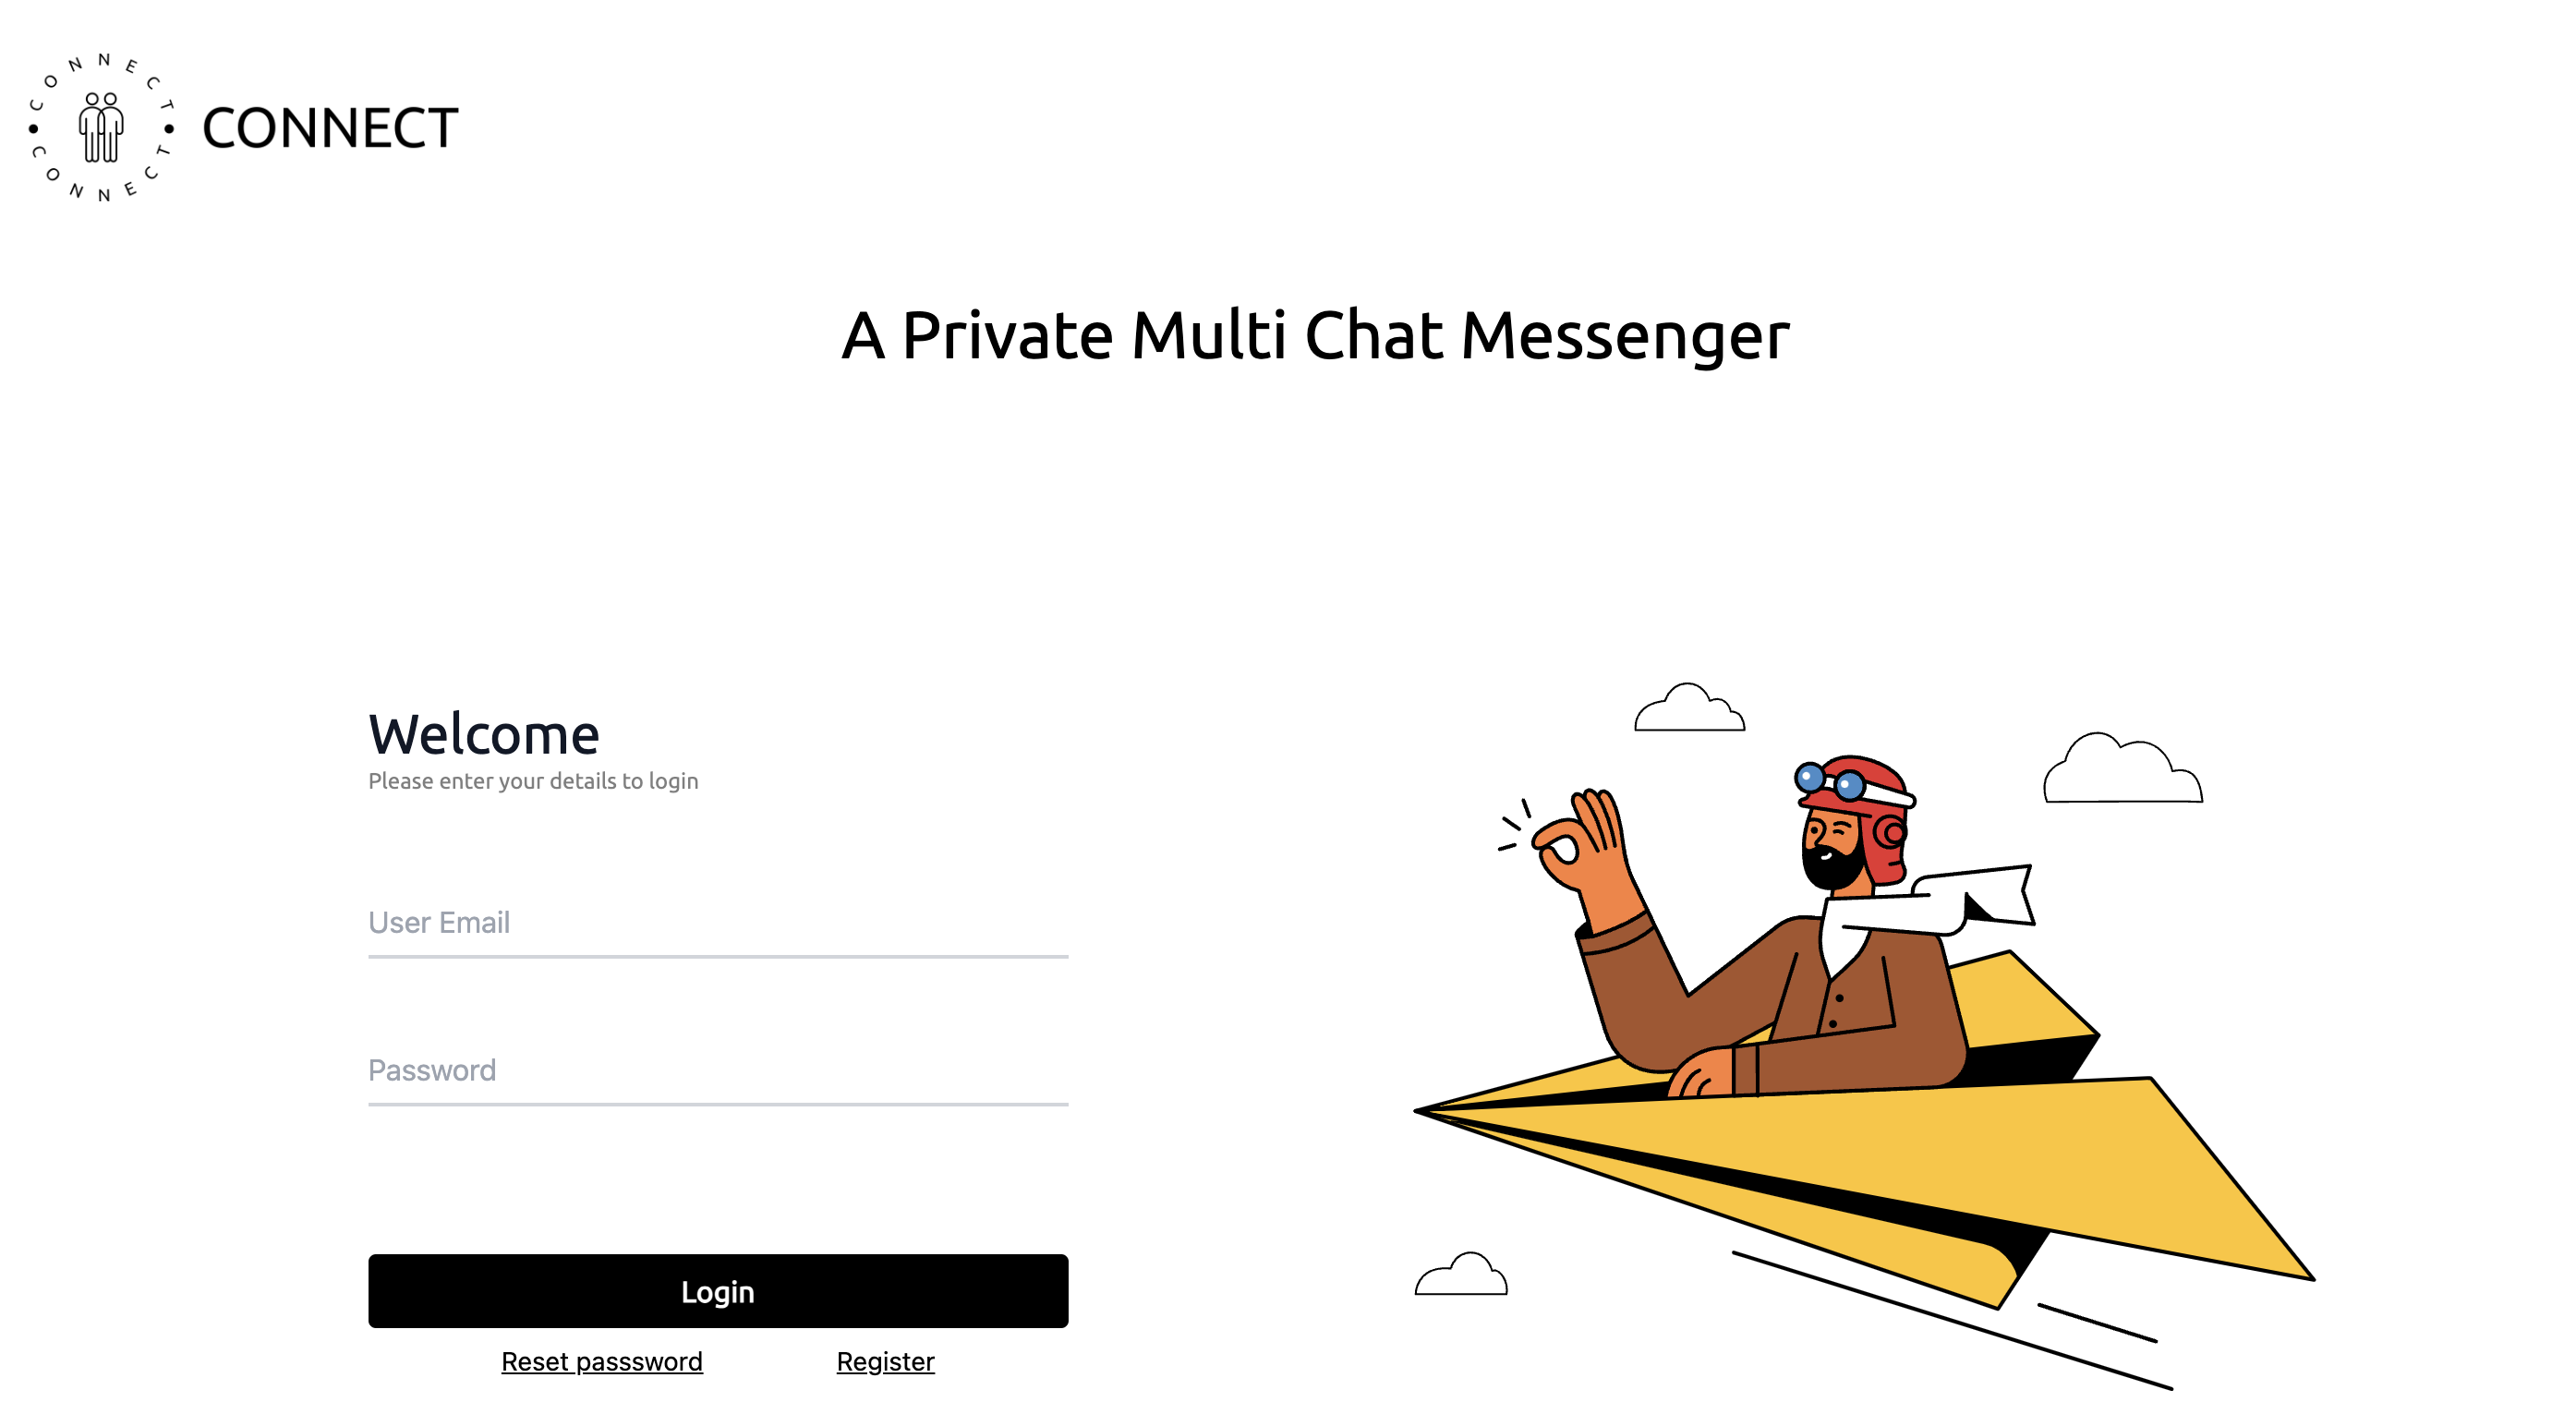 CONNECT
CONNECT
CONNECT
A Private Multi Chat Messenger
Welcome
Please enter your details to login
User Email
Password
Login
Reset passsword
Register